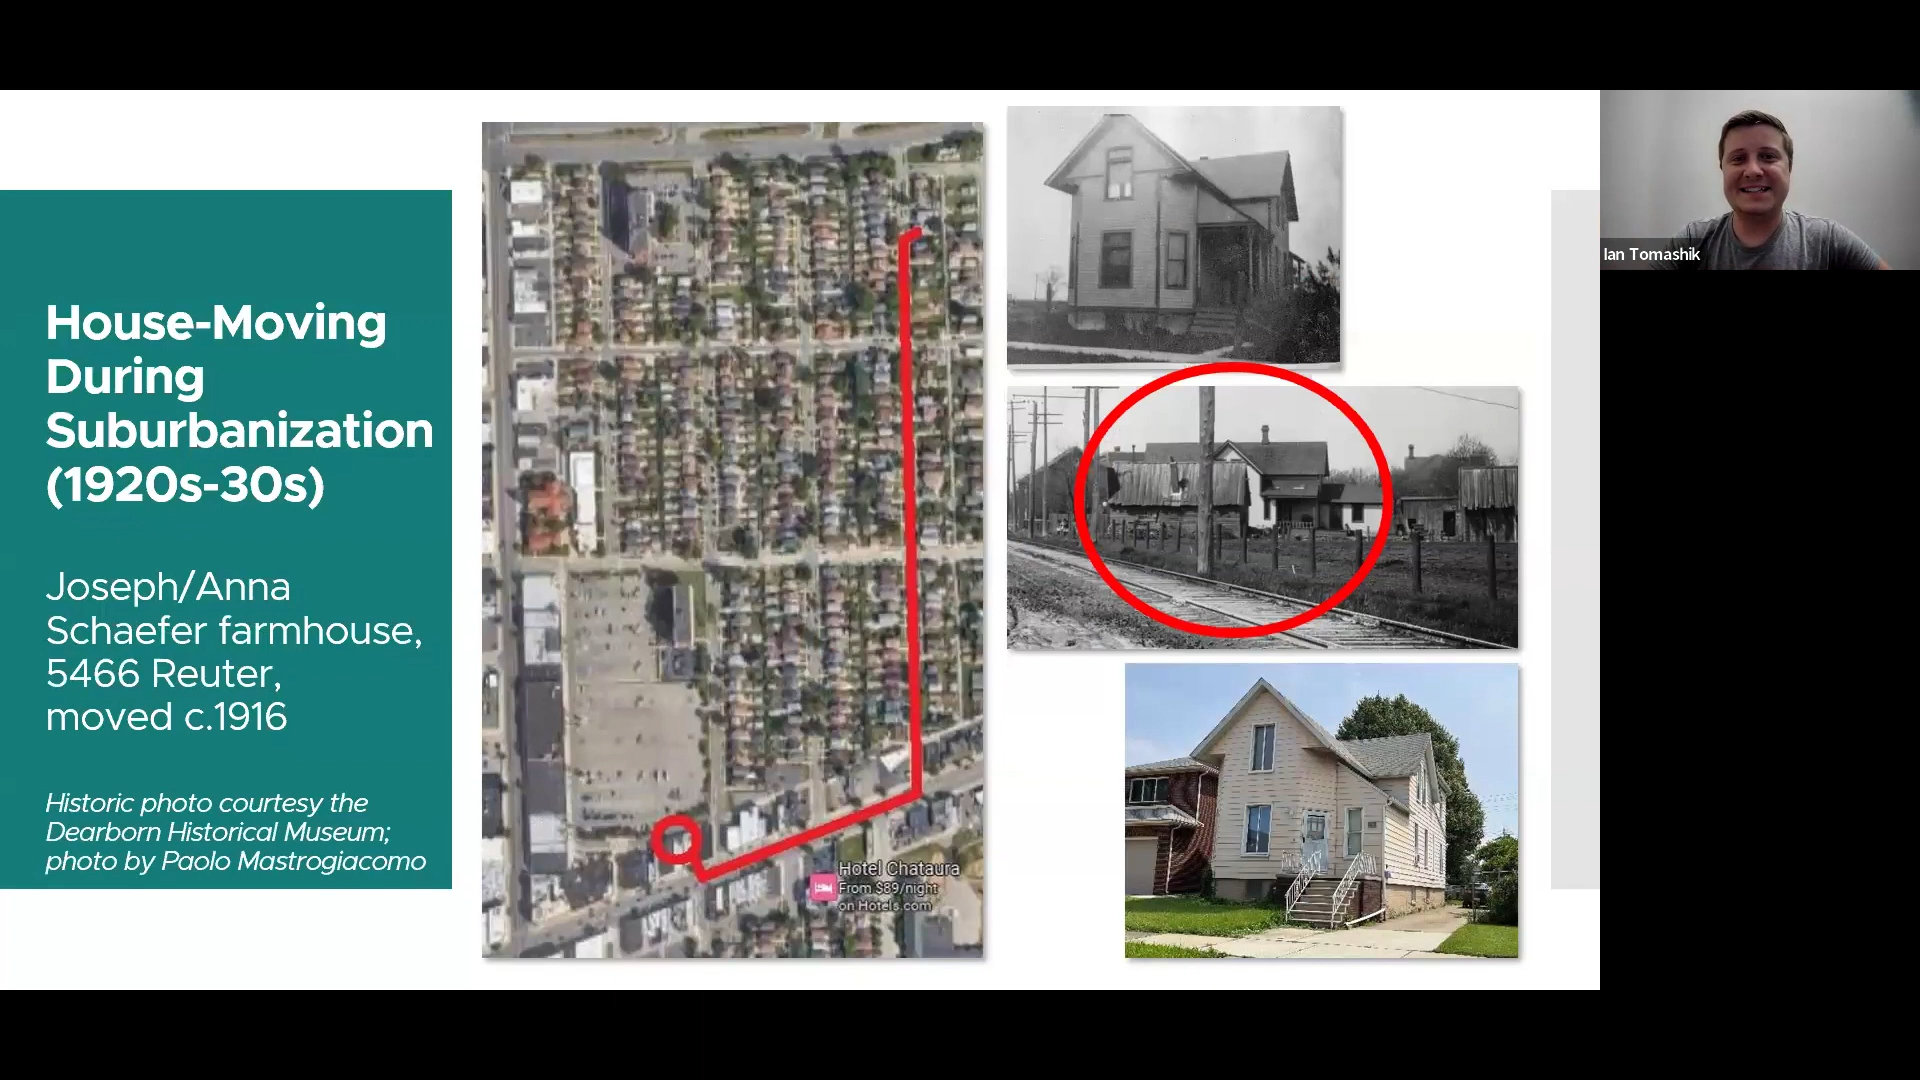 House-Moving
During
Suburbanization
(1920s-30s)
Joseph/Anna
Schaefer farmhouse,
5466 Reuter,
moved c.1916
Historic photo courtesy the
Dearborn Historical Museum;
photo by Paolo Mastrogiacomo
Hotel Chataura
From $89/night
on Hotels.com
Ian Tomashik